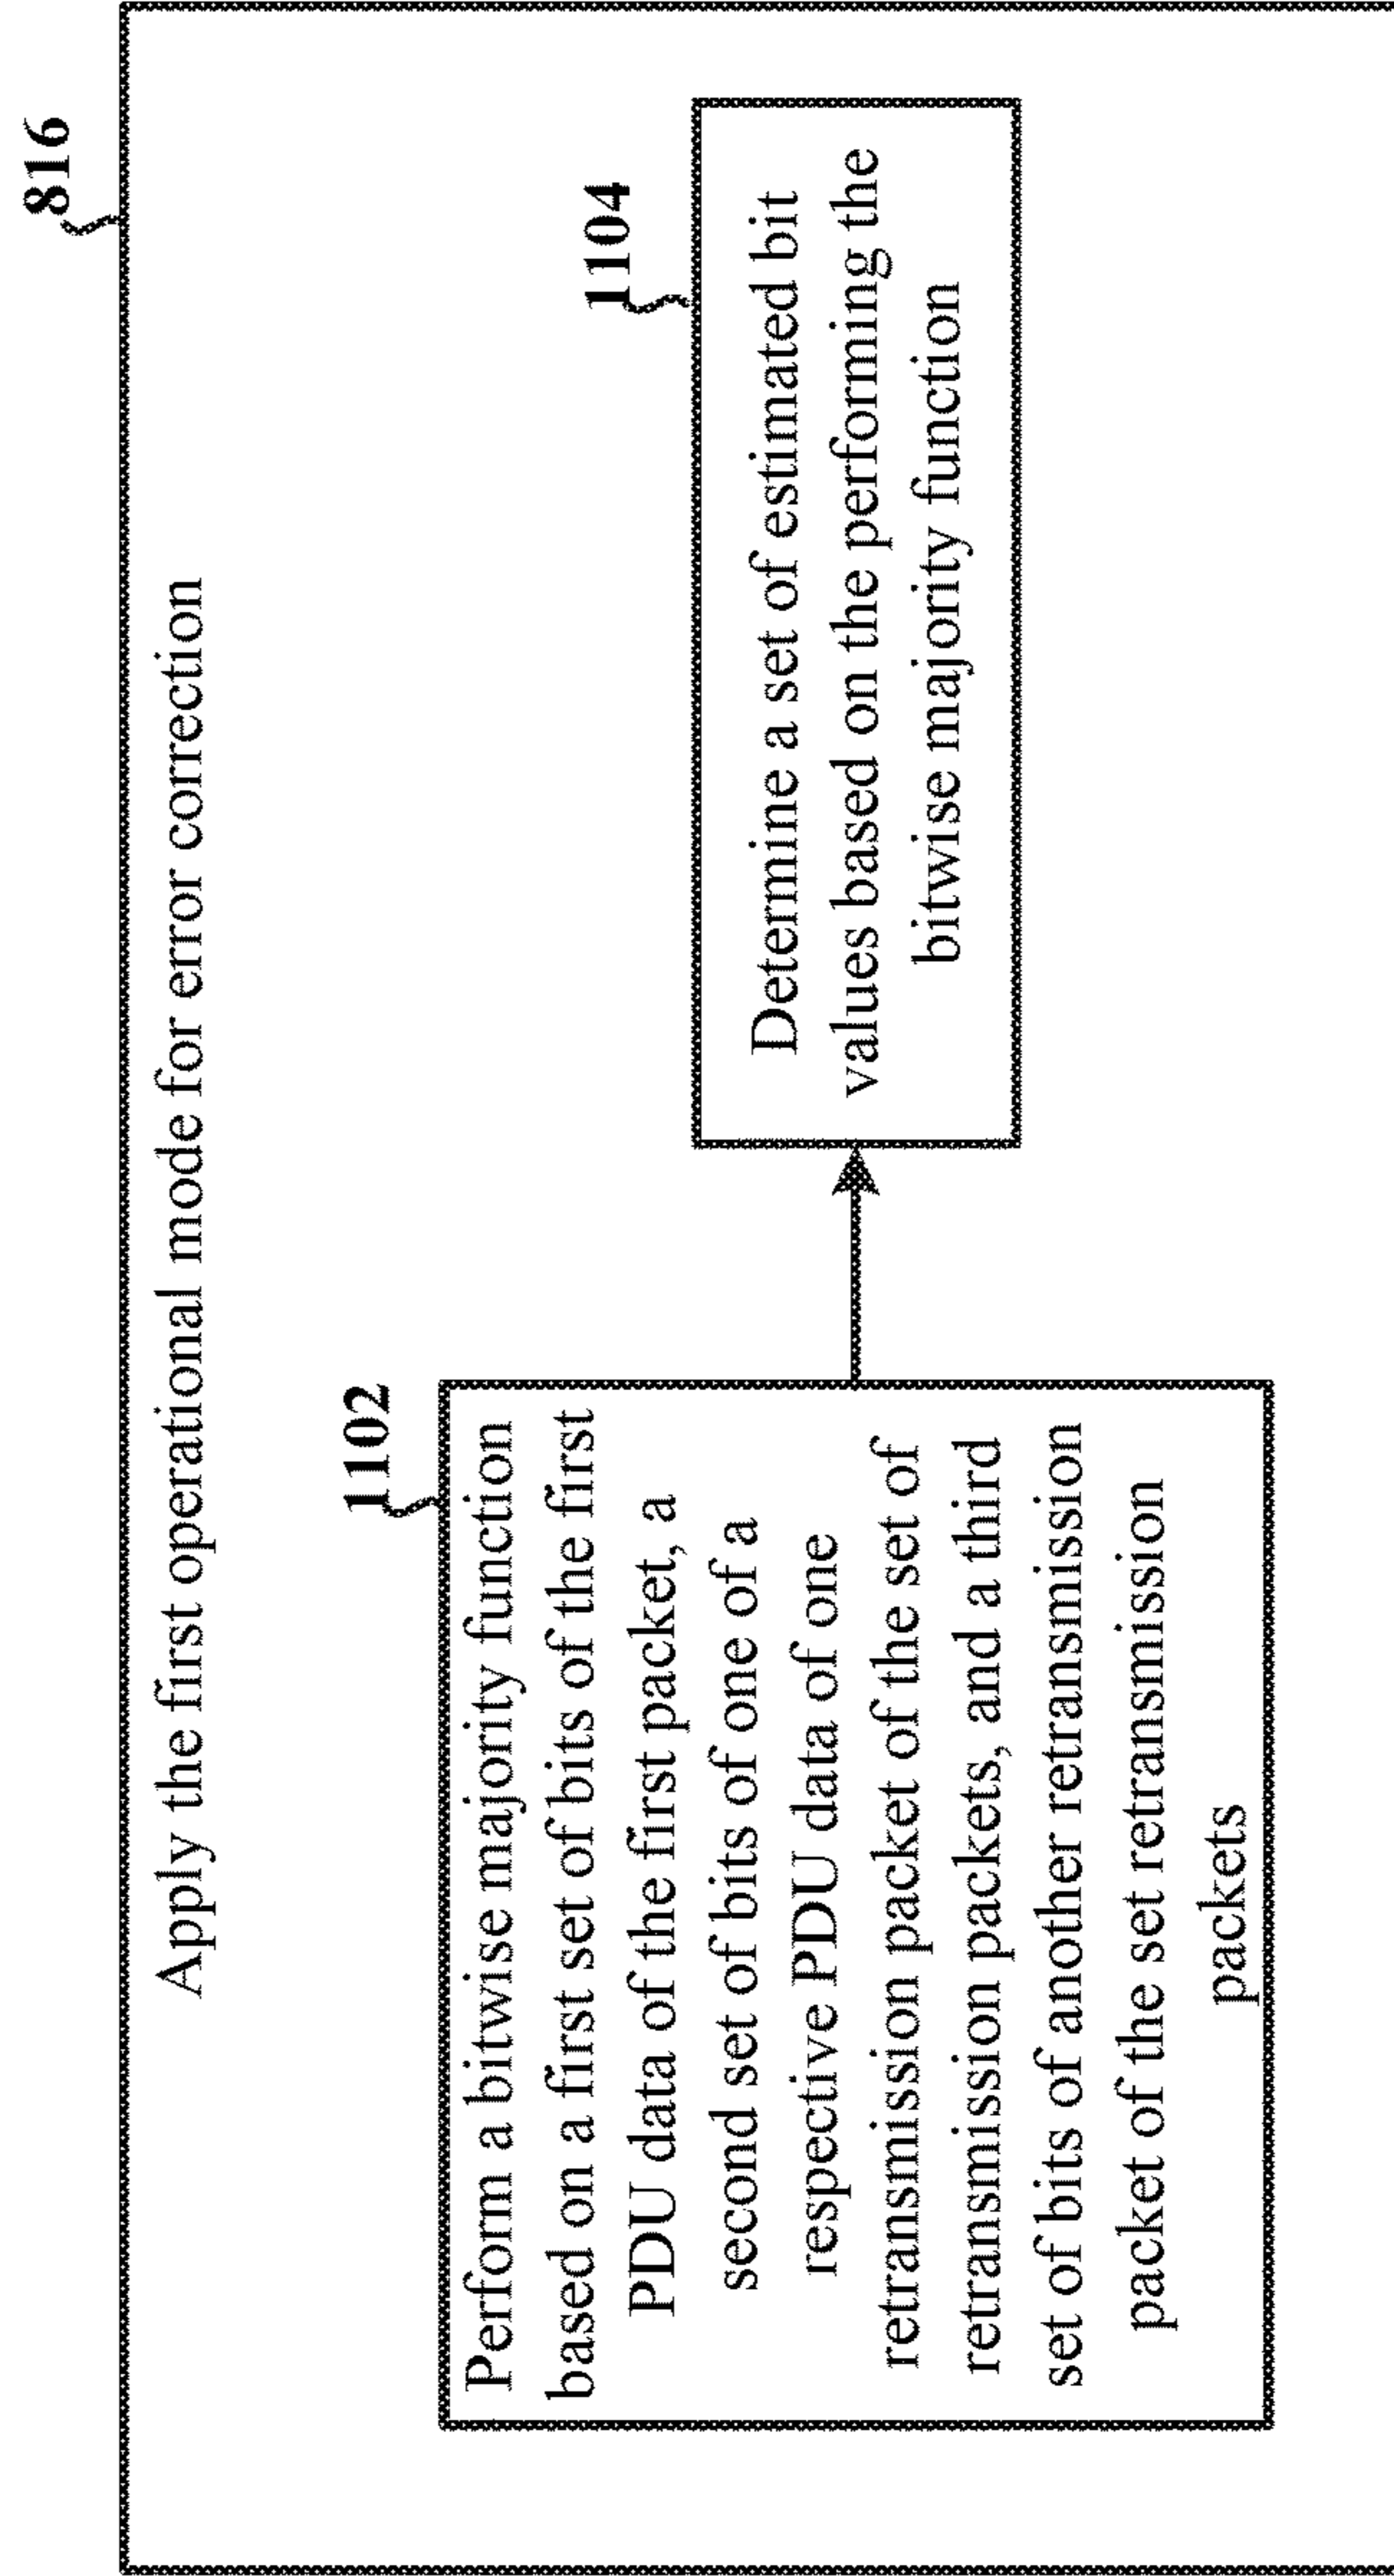 816
Apply the first operational mode for error correction
1102
Perform a bitwise majority function
based on a first set of bits of the first
PDU data of the first packet, a
second set of bits of one of a
respective PDU data of one
retransmission packet of the set of
retransmission packets, and a third
set of bits of another retransmission
packet of the set retransmission
packets
1104
Determine a set of estimated bit
values based on the performing the
bitwise majority function